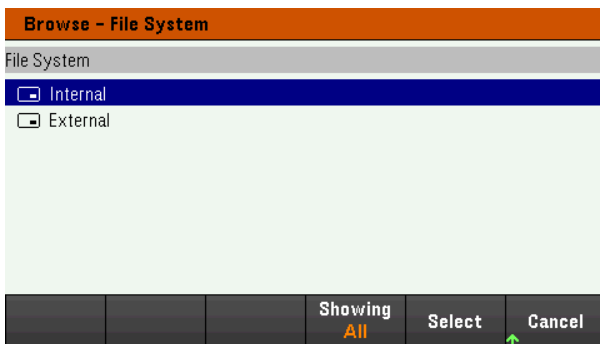 Browse - File System
File System
Internal
External
Showing
All
Select
Cancel